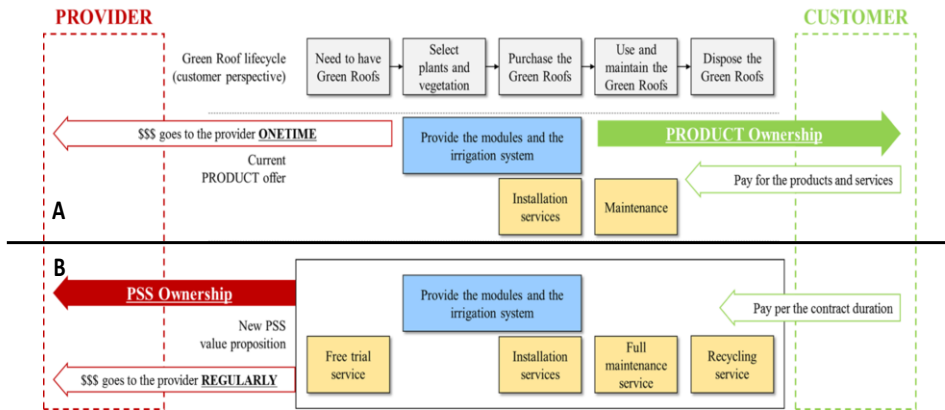 PROVIDER
CUSTOMER
Green Roof lifecycle
(customer perspective)
Need to have
Green Roofs
Select
plants and
vegetation
Purchase the
Green Roofs
Use and
maintain the
Green Roofs
Dispose the
Green Roofs
$$$ goes to the provider ONETIME
Provide the modules and the
irrigation system
PRODUCT Ownership
Current
PRODUCT offer
Pay for the products and services
Installation
services
Maintenance
A
B
PSS Ownership
Provide the modules and the
irrigation system
Pay per the contract duration
New PSS
value proposition
Free trial
service
Installation
services
Full
maintenance
service
Recycling
service
$$$ goes to the provider REGULARLY